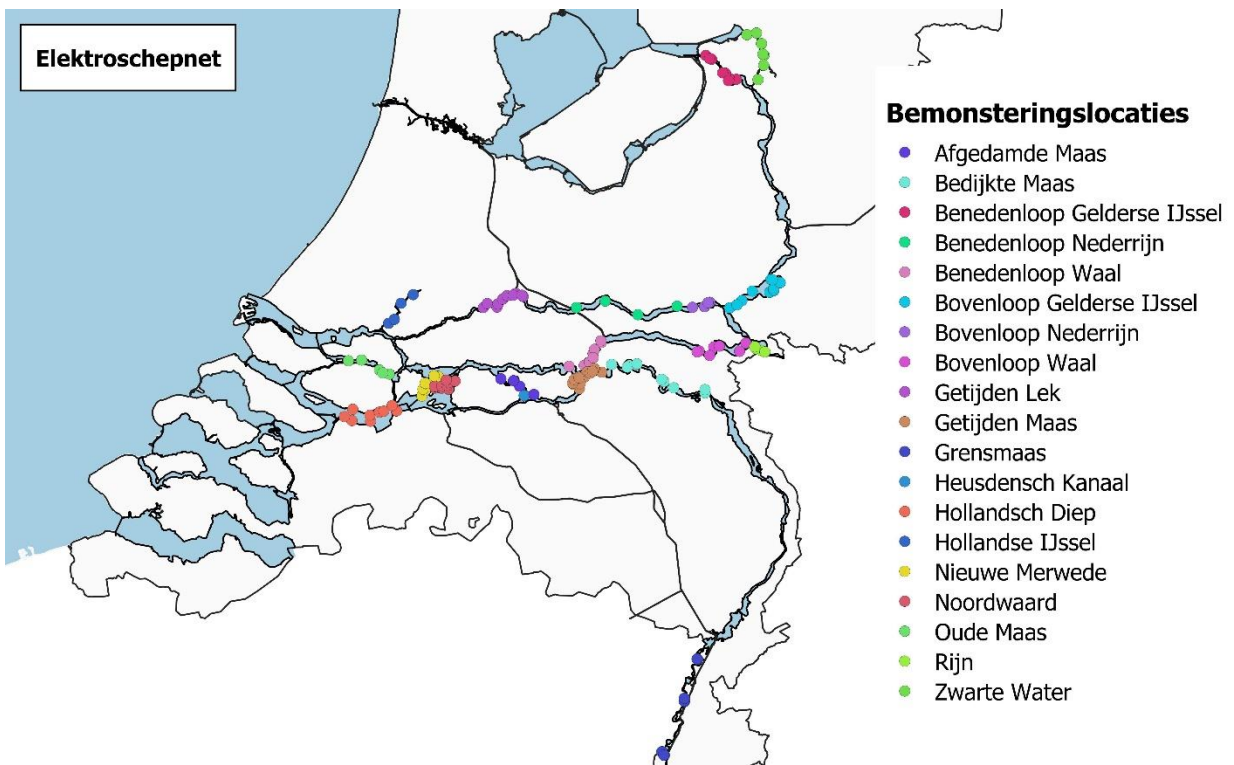 Elektroschepnet
Bemonsteringslocaties
Afgedamde Maas
Bedijkte Maas
Benedenloop Gelderse IJssel
Benedenloop Nederrijn
Benedenloop Waal
Bovenloop Gelderse IJssel
Bovenloop Nederrijn
Bovenloop Waal
Getijden Lek
Getijden Maas
Grensmaas
Heusdensch Kanaal
Hollandsch Diep
Hollandse IJssel
Nieuwe Merwede
Noordwaard
Oude Maas
Rijn
Zwarte Water